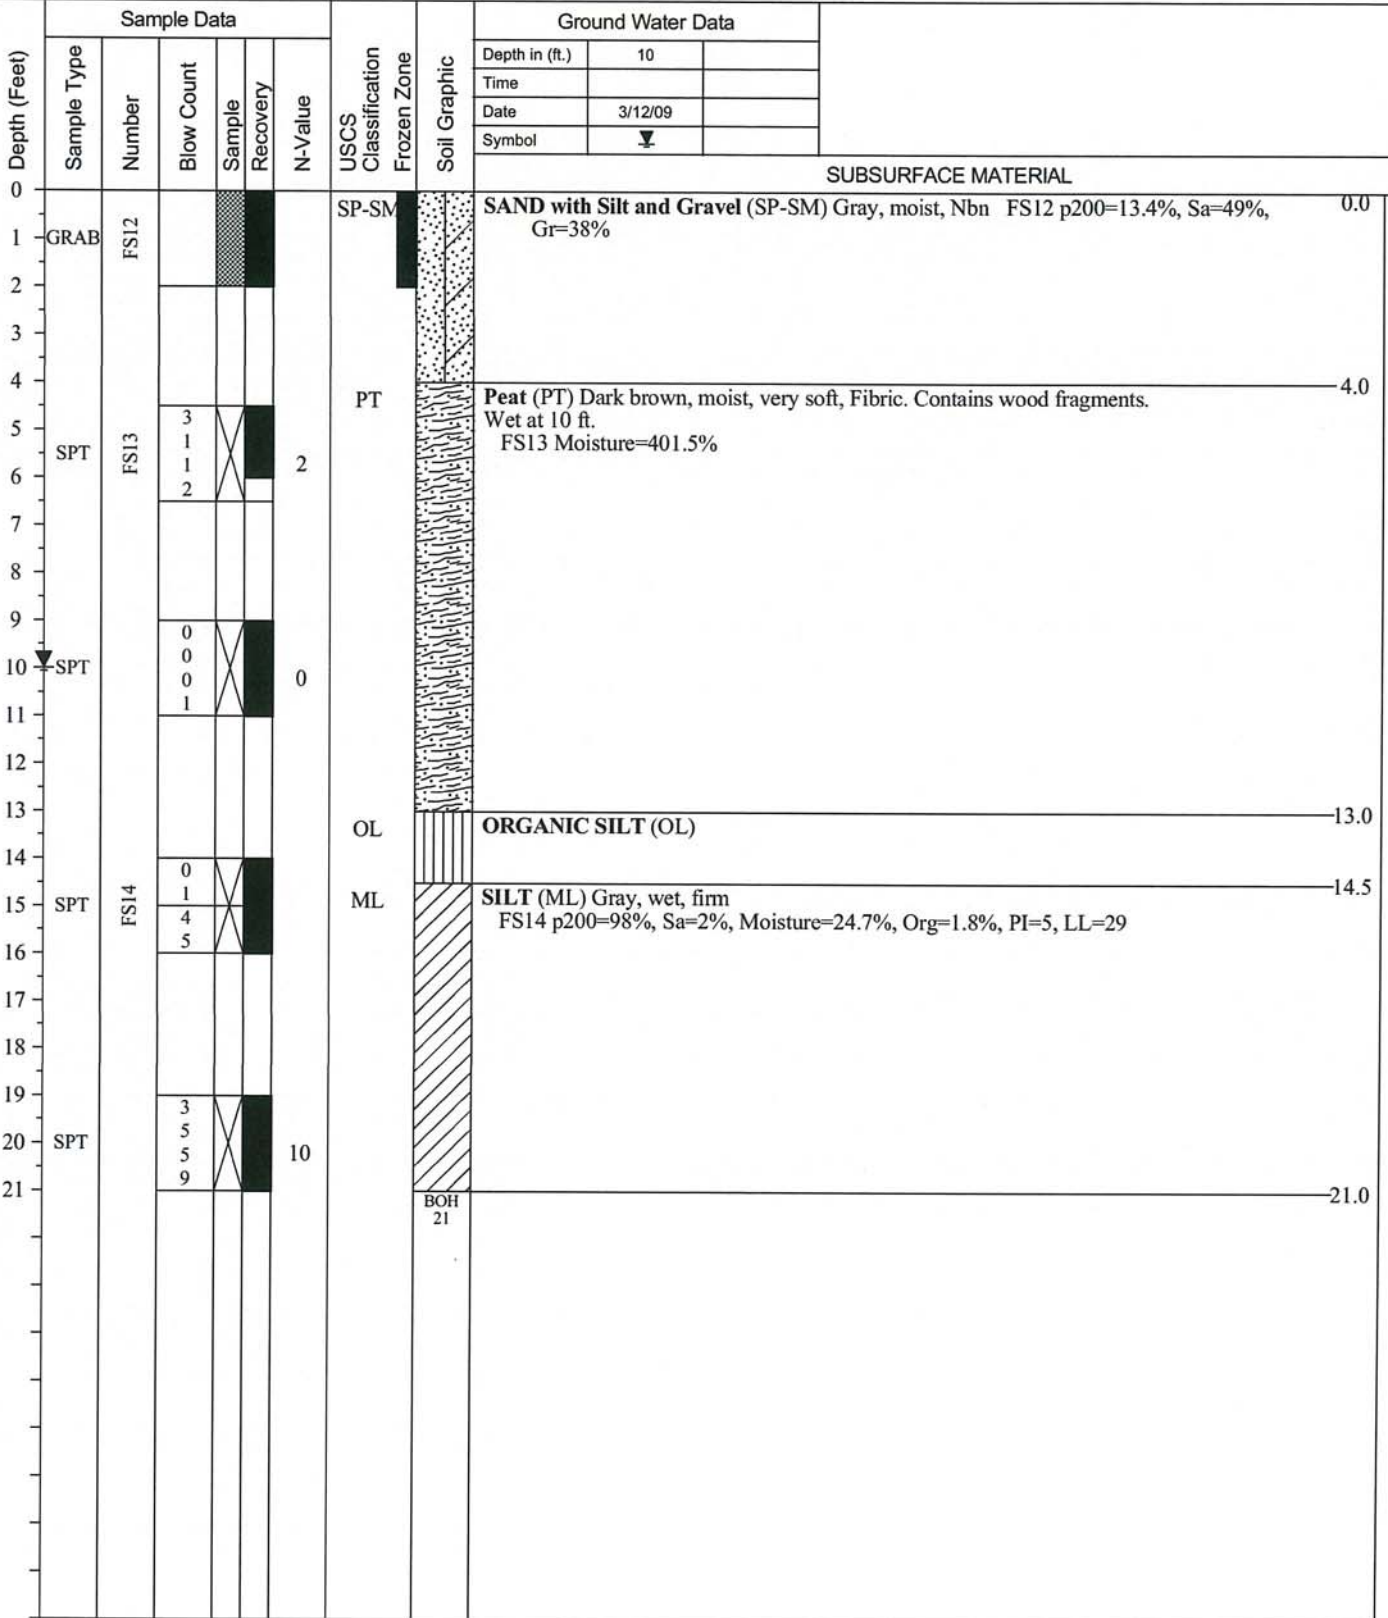 Sample Data
Ground Water Data
Depth (Feet)
Sample Type
Number
Blow Count
Sample
Recovery
N-Value
USCS
Classification
Frozen Zone
Soil Graphic
Depth in (ft.) 10
Time
Date 3/12/09
Symbol
SUBSURFACE MATERIAL
0
SP-SM
SAND with Silt and Gravel (SP-SM) Gray, moist, Nbn FS12 p200=13.4%, Sa=49%,
0.0
Gr=38%
1
GRAB
FS12
2
3
4
4.0
PT
Peat (PT) Dark brown, moist, very soft, Fibric. Contains wood fragments.
Wet at 10 ft.
FS13 Moisture=401.5%
3
5
1
SPT
FS13
1
2
6
2
7
8
9
0
0
10
SPT
0
0
1
11
12
13
13.0
OL
ORGANIC SILT (OL)
14
0
14.5
1
15
SPT
FS14
ML
SILT (ML) Gray, wet, firm
FS14 p200=98%, Sa=2%, Moisture=24.7%, Org=1.8%, PI=5, LL=29
4
5
16
17
18
19
3
5
20
SPT
5
10
9
21
21.0
BOH
21